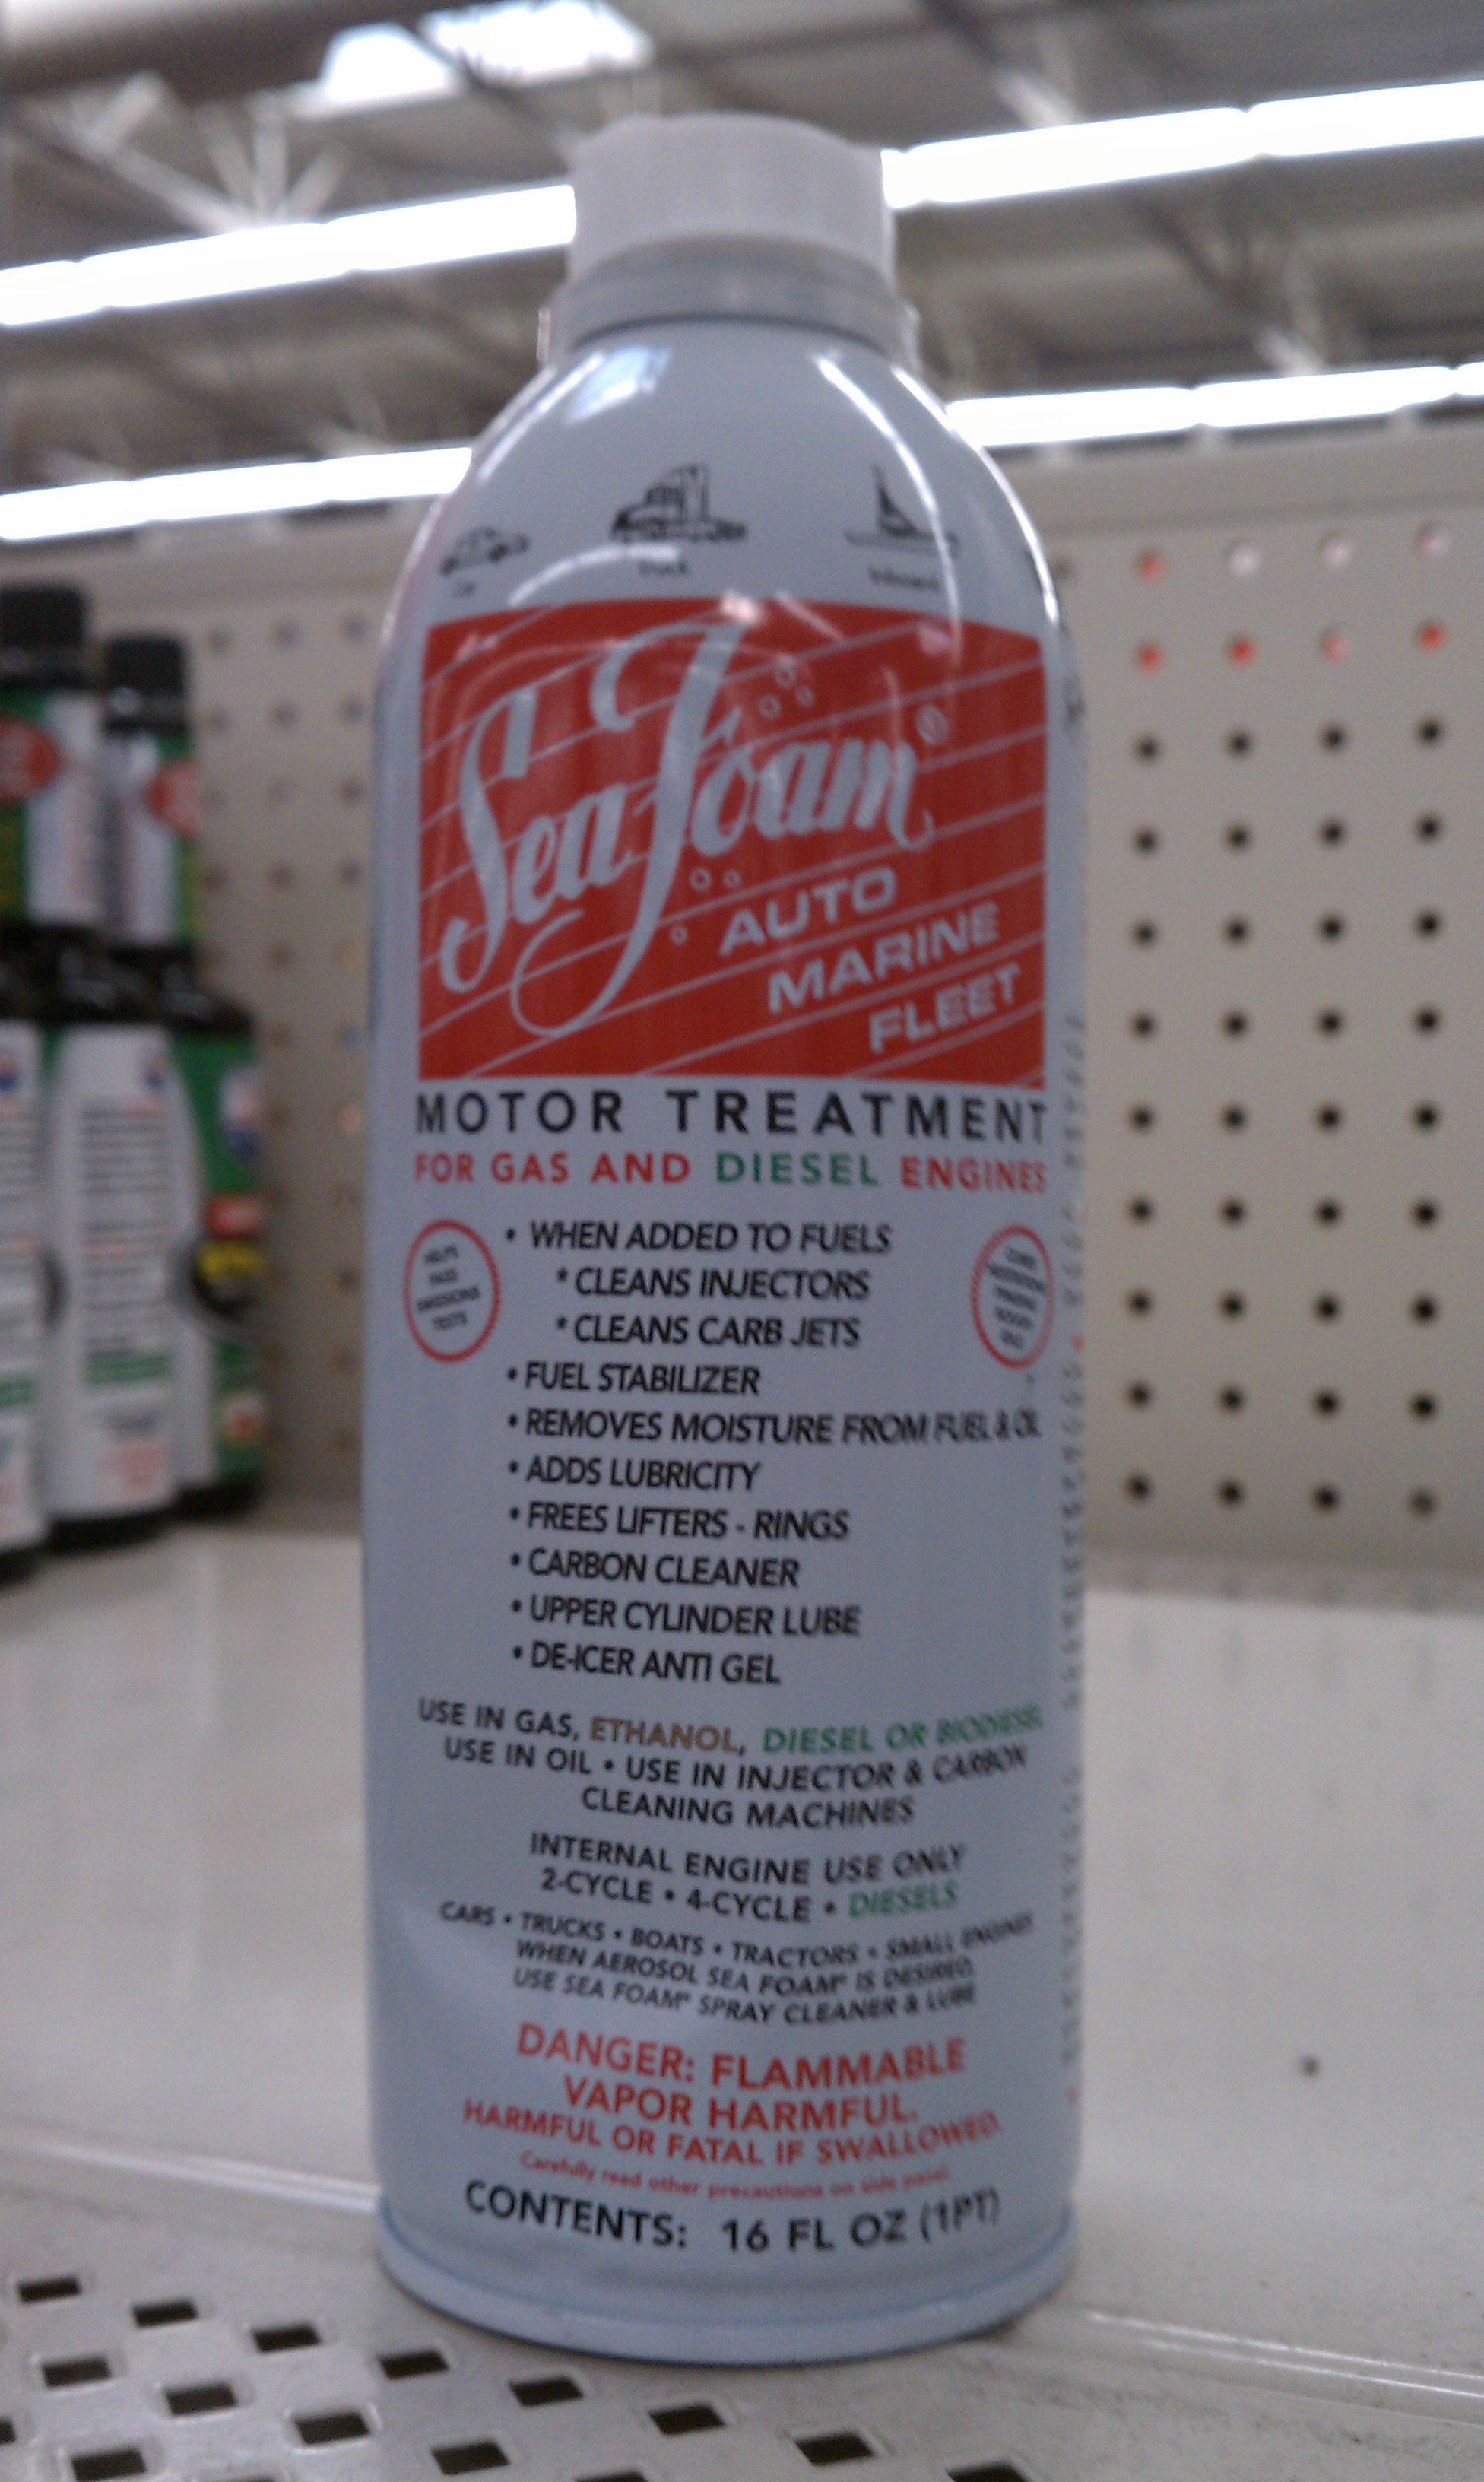 Truck
Sea Foam®
AUTO
MARINE
FLEET
MOTOR TREATMENT
FOR GAS AND DIESEL ENGINES
HELPS
PASS
EMISSIONS
TESTS
• WHEN ADDED TO FUELS
*CLEANS INJECTORS
*CLEANS CARB JETS
• FUEL STABILIZER
• REMOVES MOISTURE FROM FUEL & OIL
• ADDS LUBRICITY
• FREES LIFTERS - RINGS
• CARBON CLEANER
• UPPER CYLINDER LUBE
• DE-ICER ANTI GEL
USE IN GAS, ETHANOL, DIESEL OR BIODIESEL
USE IN OIL • USE IN INJECTOR & CARBON
CLEANING MACHINES
INTERNAL ENGINE USE ONLY
2-CYCLE • 4-CYCLE • DIESELS
CARS • TRUCKS • BOATS • TRACTORS • SMALL ENGINES
WHEN AEROSOL SEA FOAM® IS DESIRED,
USE SEA FOAM® SPRAY CLEANER & LUBE
DANGER: FLAMMABLE
VAPOR HARMFUL.
HARMFUL OR FATAL IF SWALLOWED.
Carefully read other precautions on side panel.
CONTENTS: 16 FL OZ (1PT)